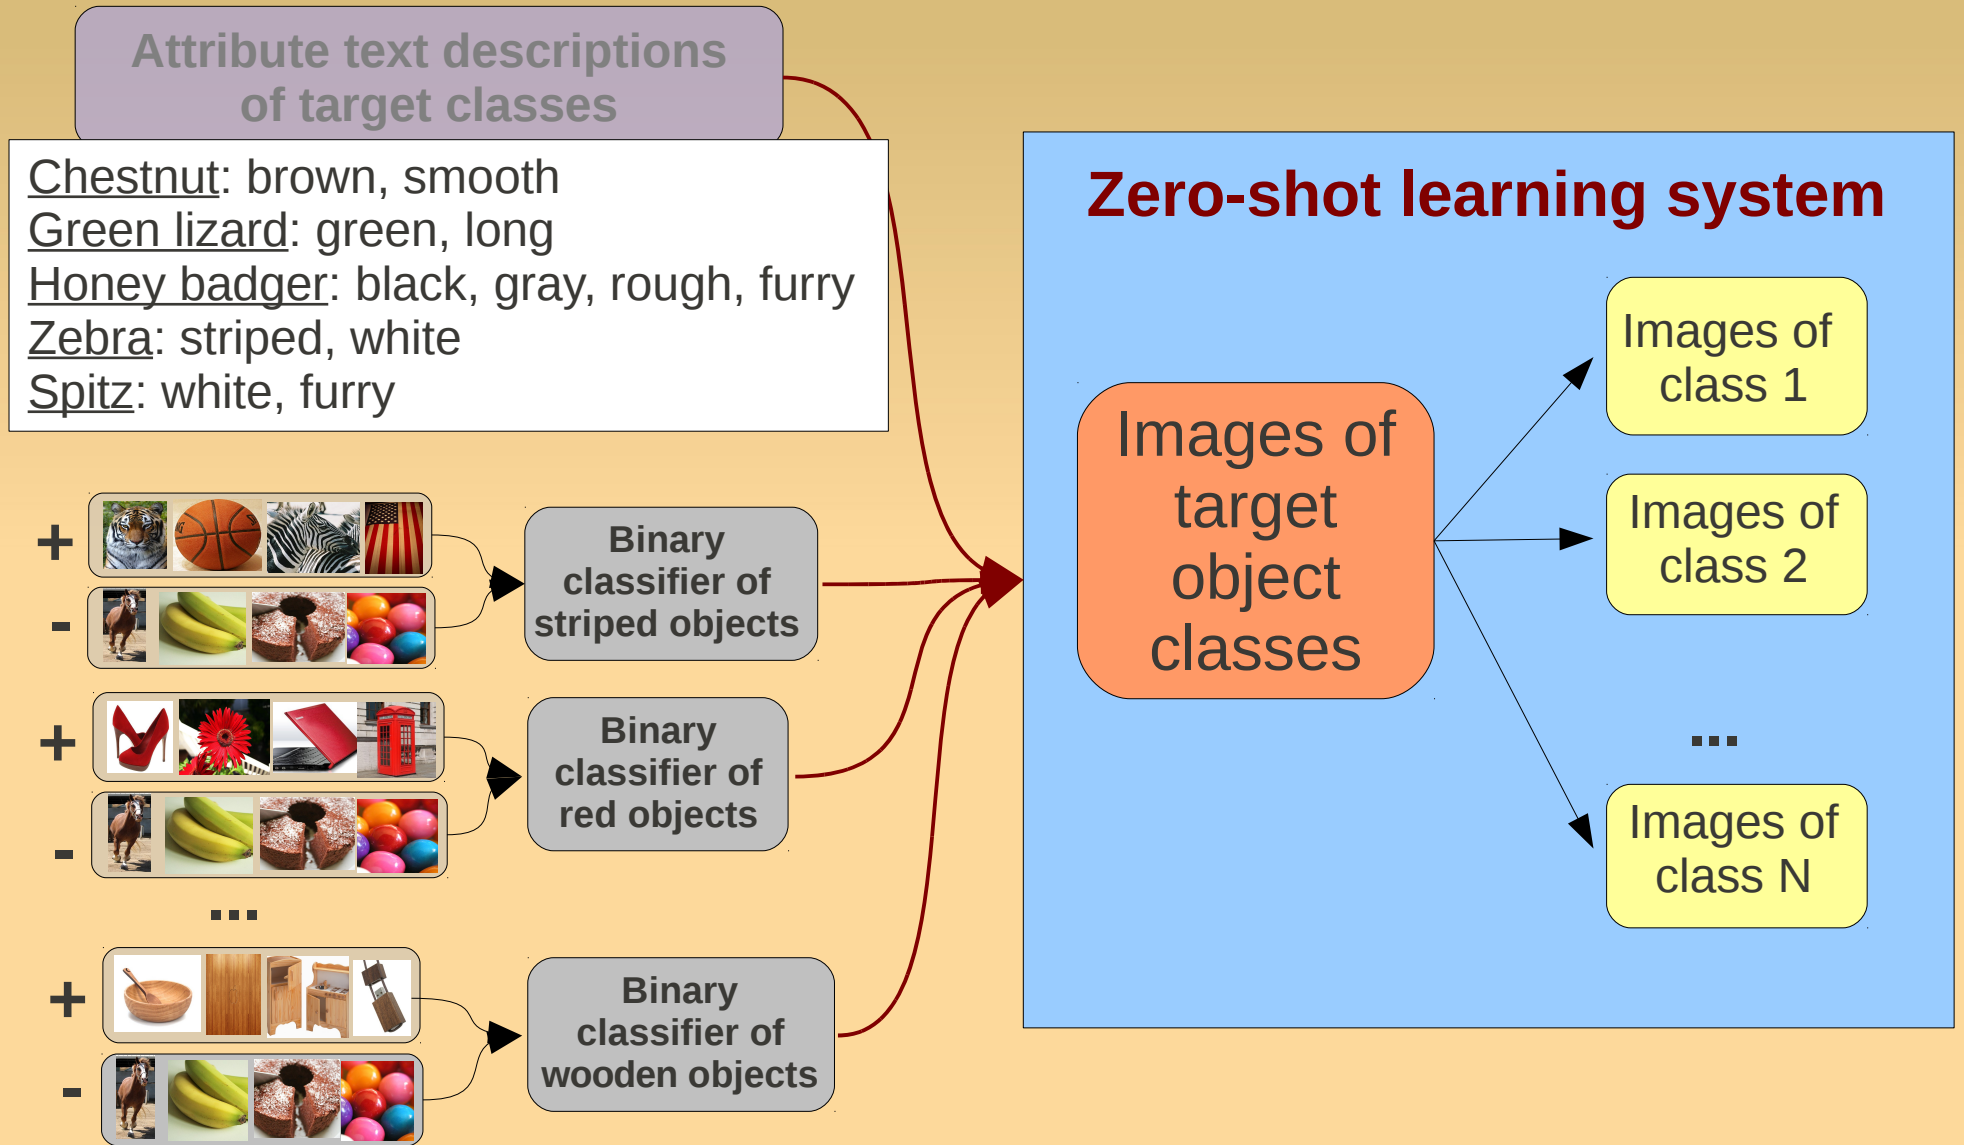 Attribute text descriptions
of target classes
Chestnut: brown, smooth
Green lizard: green, long
Honey badger: black, gray, rough, furry
Zebra: striped, white
Spitz: white, furry
+
-
Binary
classifier of
striped objects
+
-
Binary
classifier of
red objects
...
+
-
Binary
classifier of
wooden objects
Zero-shot learning system
Images of
target
object
classes
Images of
class 1
Images of
class 2
...
Images of
class N